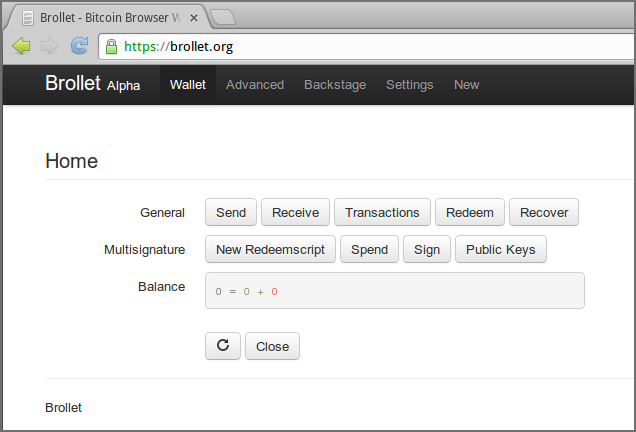 Brollet - Bitcoin Browser W
https://brollet.org
Brollet Alpha Wallet Advanced Backstage Settings New
Home
General Send Receive Transactions Redeem Recover
Multisignature New Redeemscript Spend Sign Public Keys
Balance 0 = 0 + 0
Close
Brollet